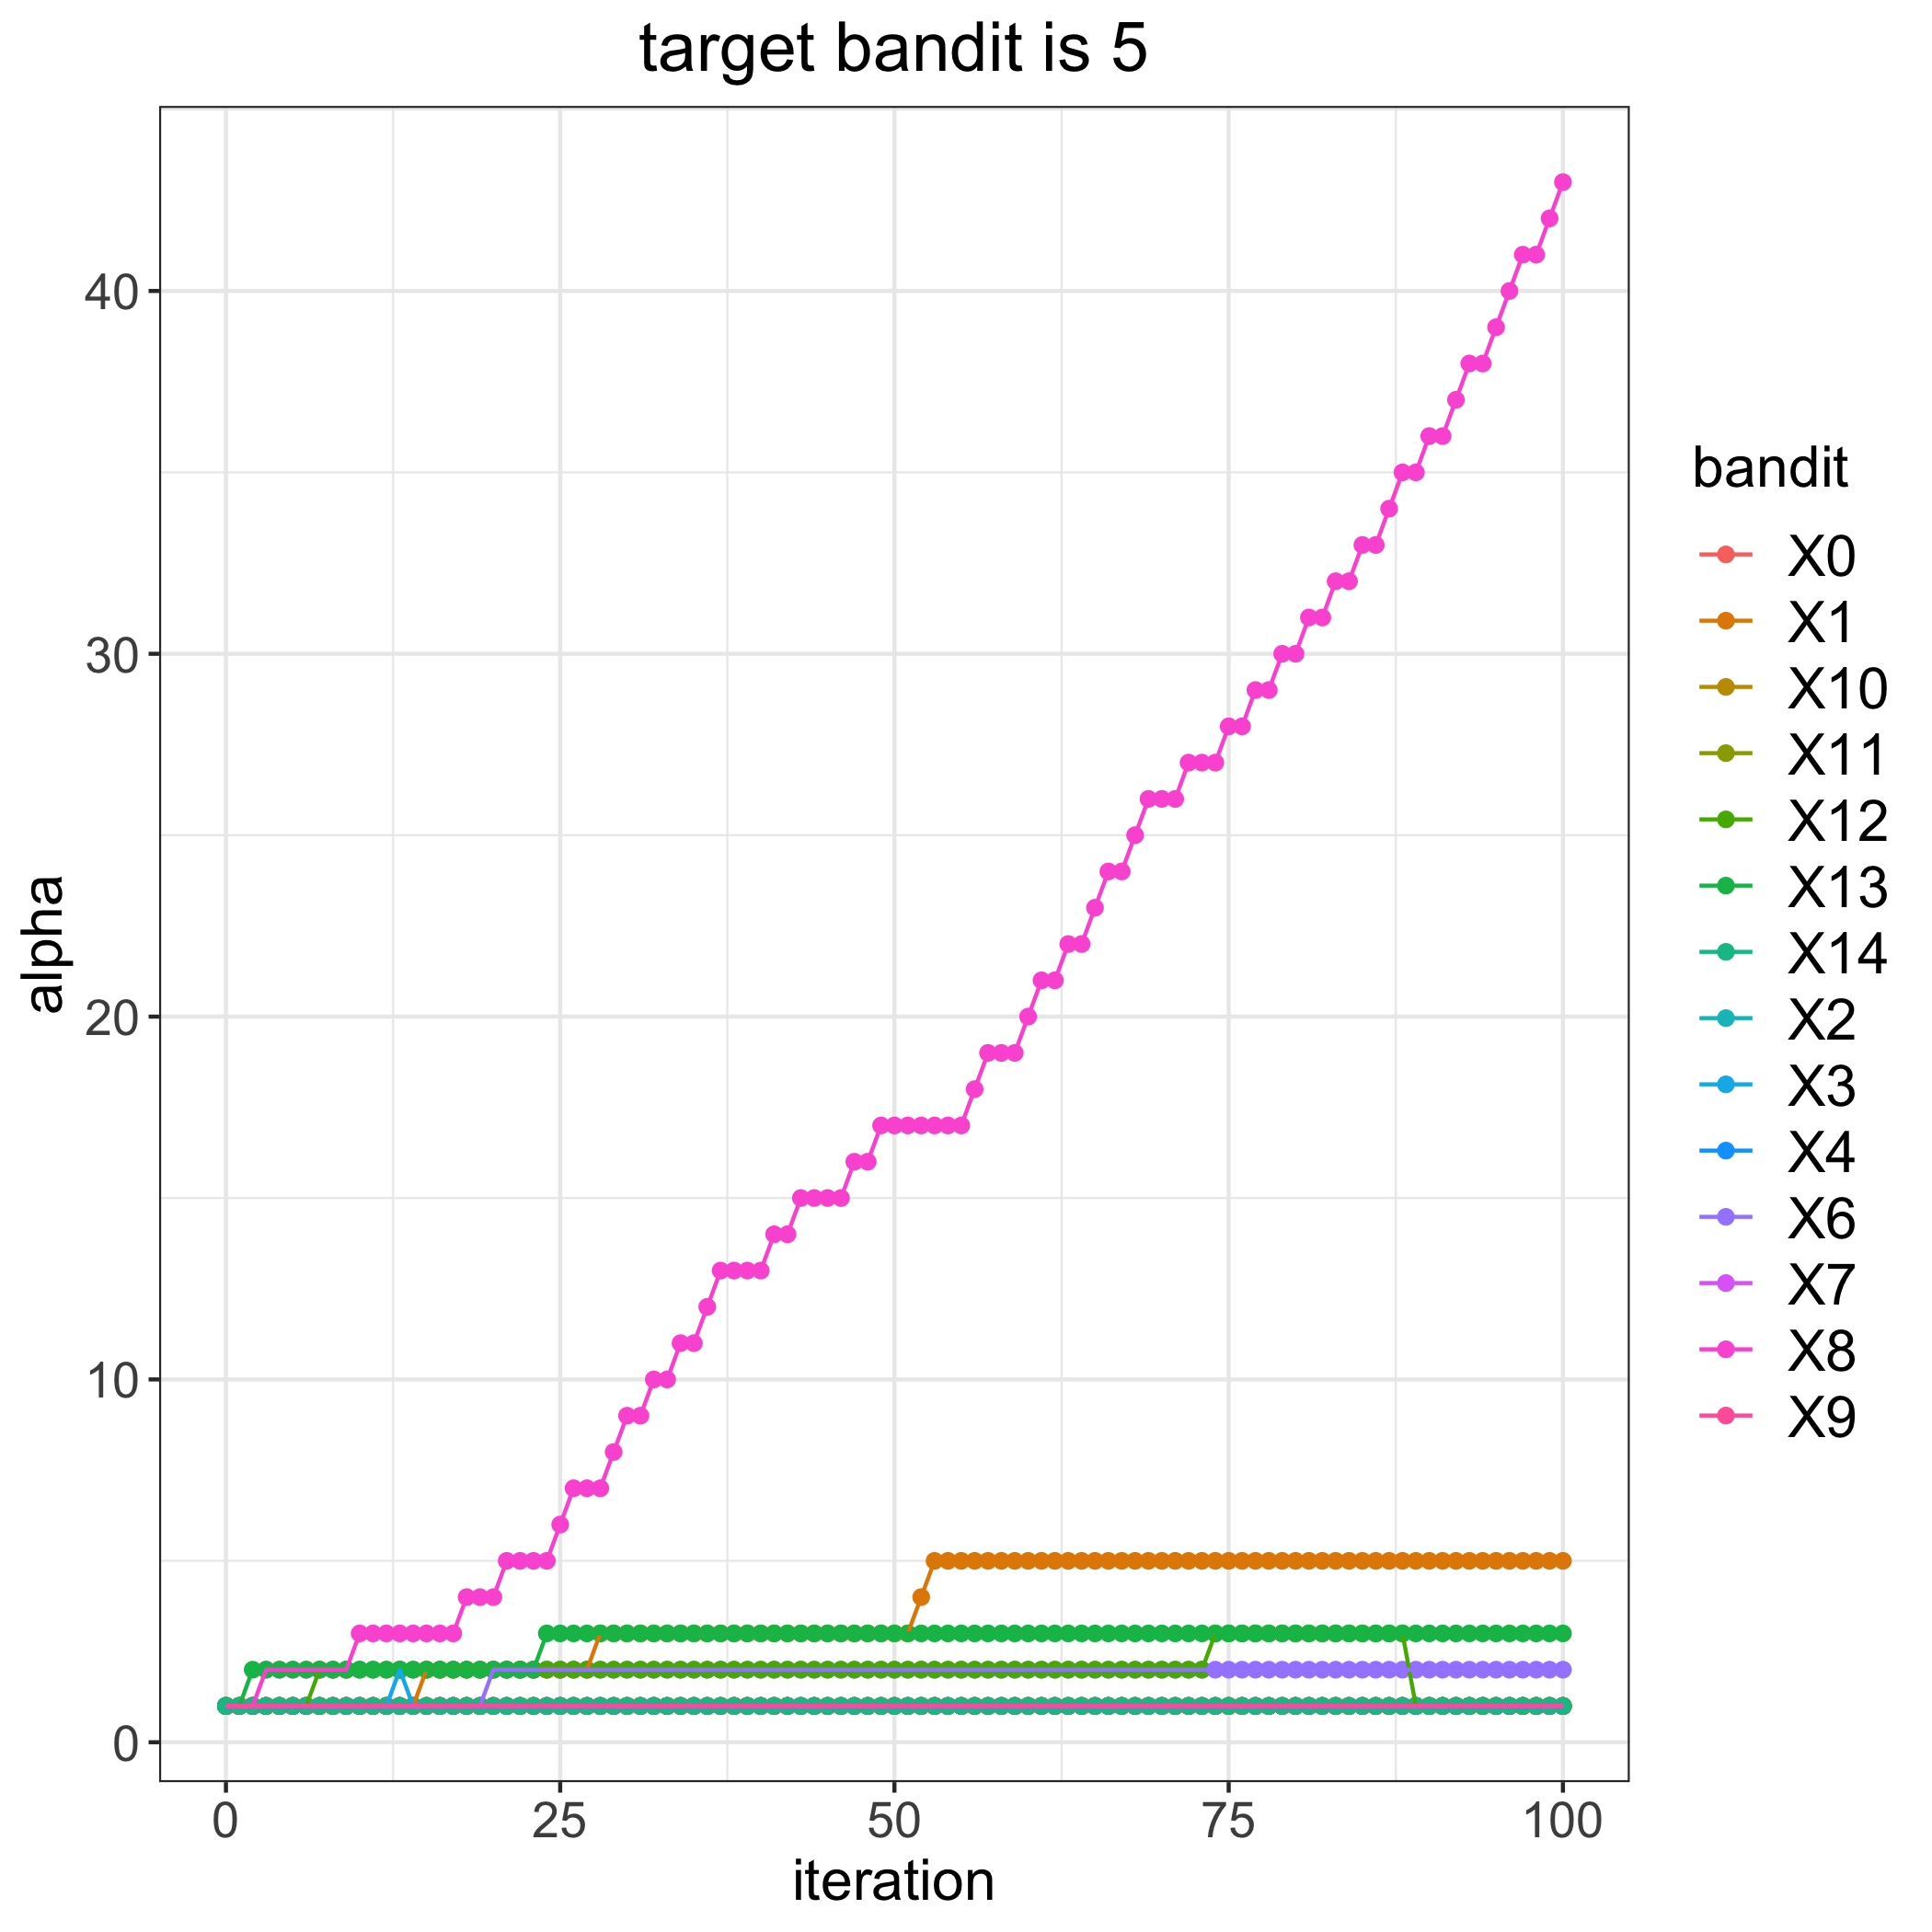 target bandit is 5
alpha
40
30
20
10
0
0 25 50 75 100
iteration
bandit
X0
X1
X10
X11
X12
X13
X14
X2
X3
X4
X6
X7
X8
X9